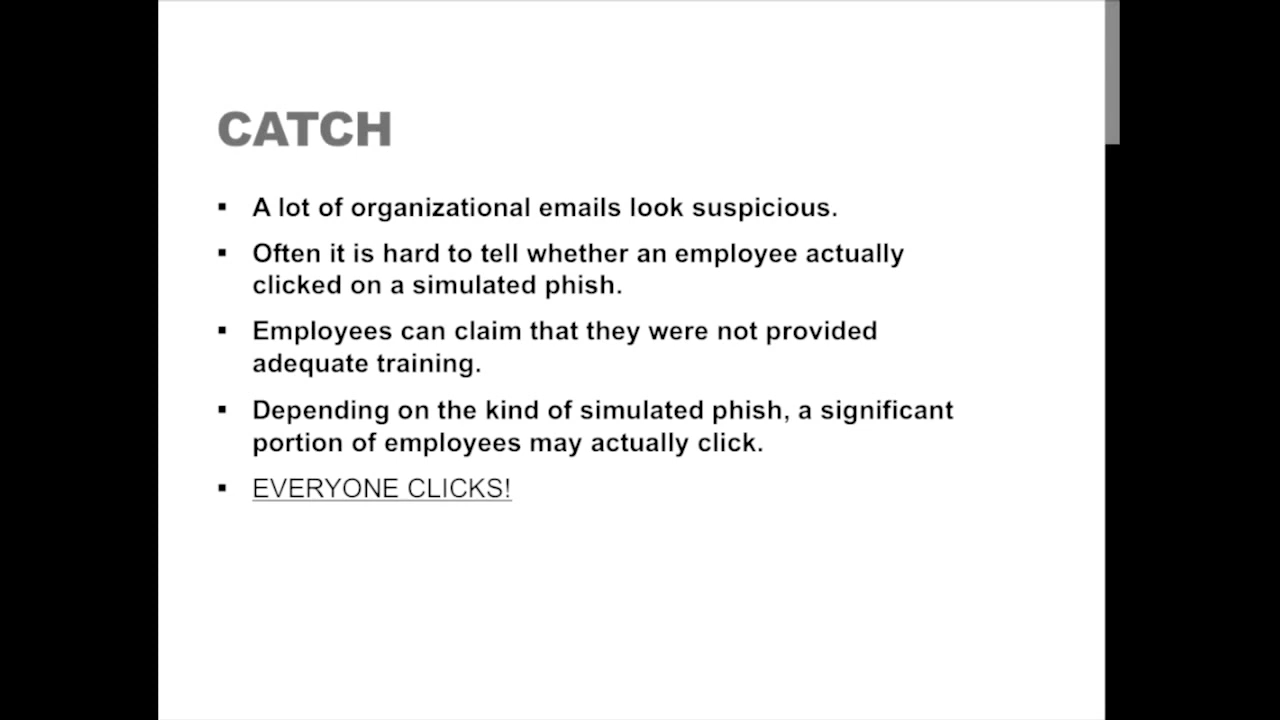 CATCH
▪ A lot of organizational emails look suspicious.
▪ Often it is hard to tell whether an employee actually
clicked on a simulated phish.
▪ Employees can claim that they were not provided
adequate training.
▪ Depending on the kind of simulated phish, a significant
portion of employees may actually click.
▪ EVERYONE CLICKS!